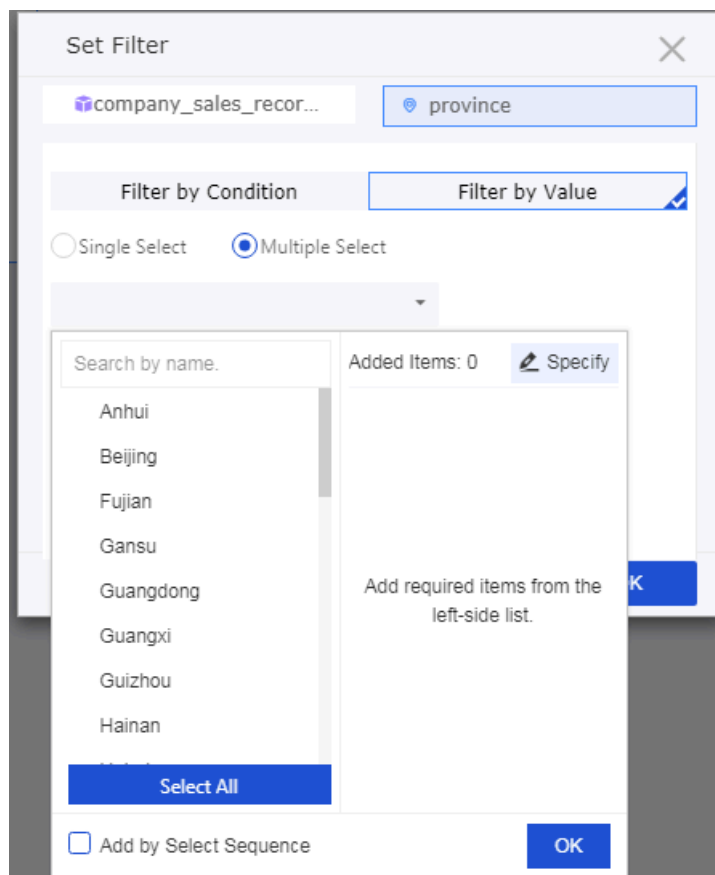 Set Filter
company_sales_recor...
province
Filter by Condition
Filter by Value
Single Select
Multiple Select
Search by name.
Added Items: 0
Specify
Anhui
Beijing
Fujian
Gansu
Guangdong
Guangxi
Guizhou
Hainan
Add required items from the
left-side list.
K
Select All
Add by Select Sequence
OK